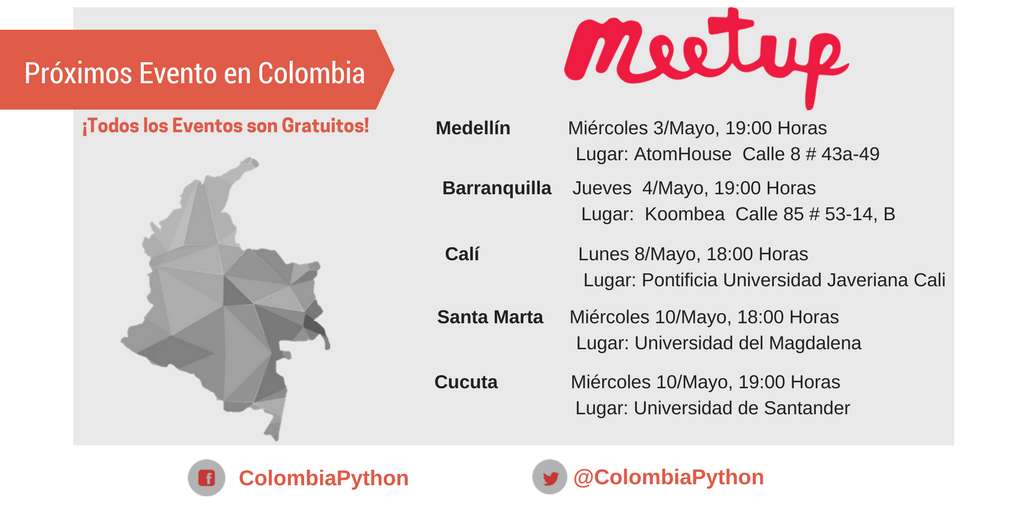 Próximos Evento en Colombia
meetup
¡Todos los Eventos son Gratuitos!
Medellín Miércoles 3/Mayo, 19:00 Horas
Lugar: AtomHouse Calle 8 # 43a-49
Barranquilla Jueves 4/Mayo, 19:00 Horas
Lugar: Koombea Calle 85 # 53-14, B
Calí Lunes 8/Mayo, 18:00 Horas
Lugar: Pontificia Universidad Javeriana Cali
Santa Marta Miércoles 10/Mayo, 18:00 Horas
Lugar: Universidad del Magdalena
Cucuta Miércoles 10/Mayo, 19:00 Horas
Lugar: Universidad de Santander
ColombiaPython @ColombiaPython